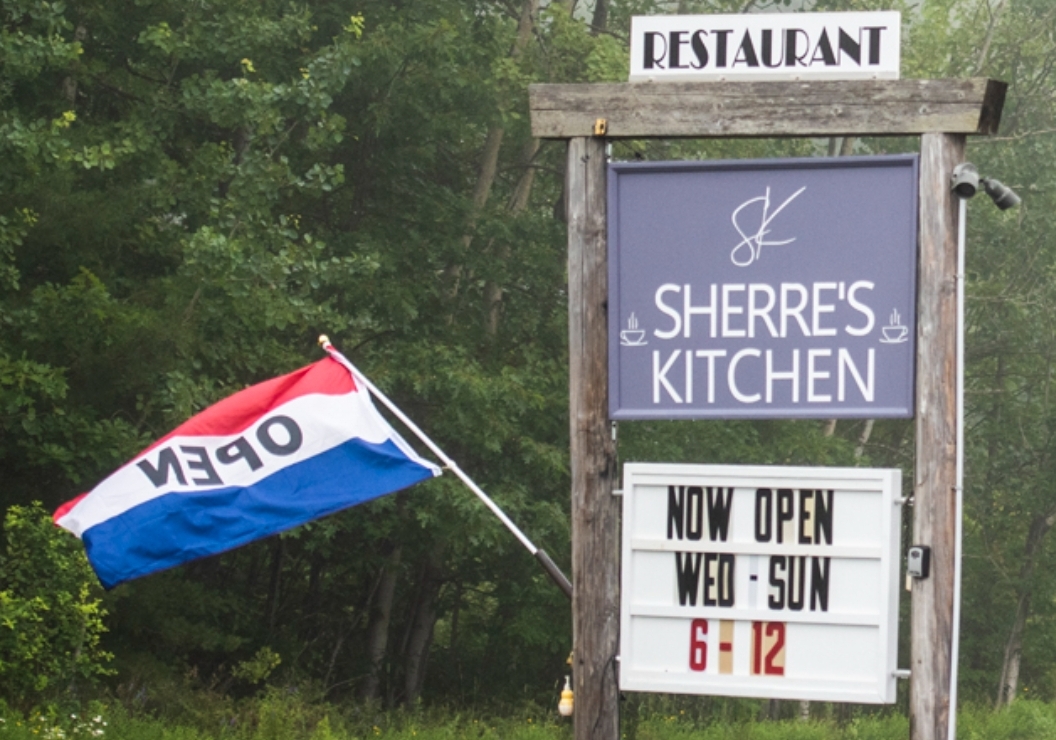 RESTAURANT
SK
SHERRE'S
KITCHEN
OPEN
NOW OPEN
WED-SUN
6-12